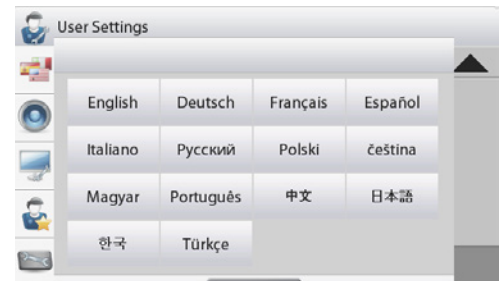 User Settings
English Deutsch Français Español
Italiano Русский Polski čeština
Magyar Português 中文 日本語
한국 Türkçe